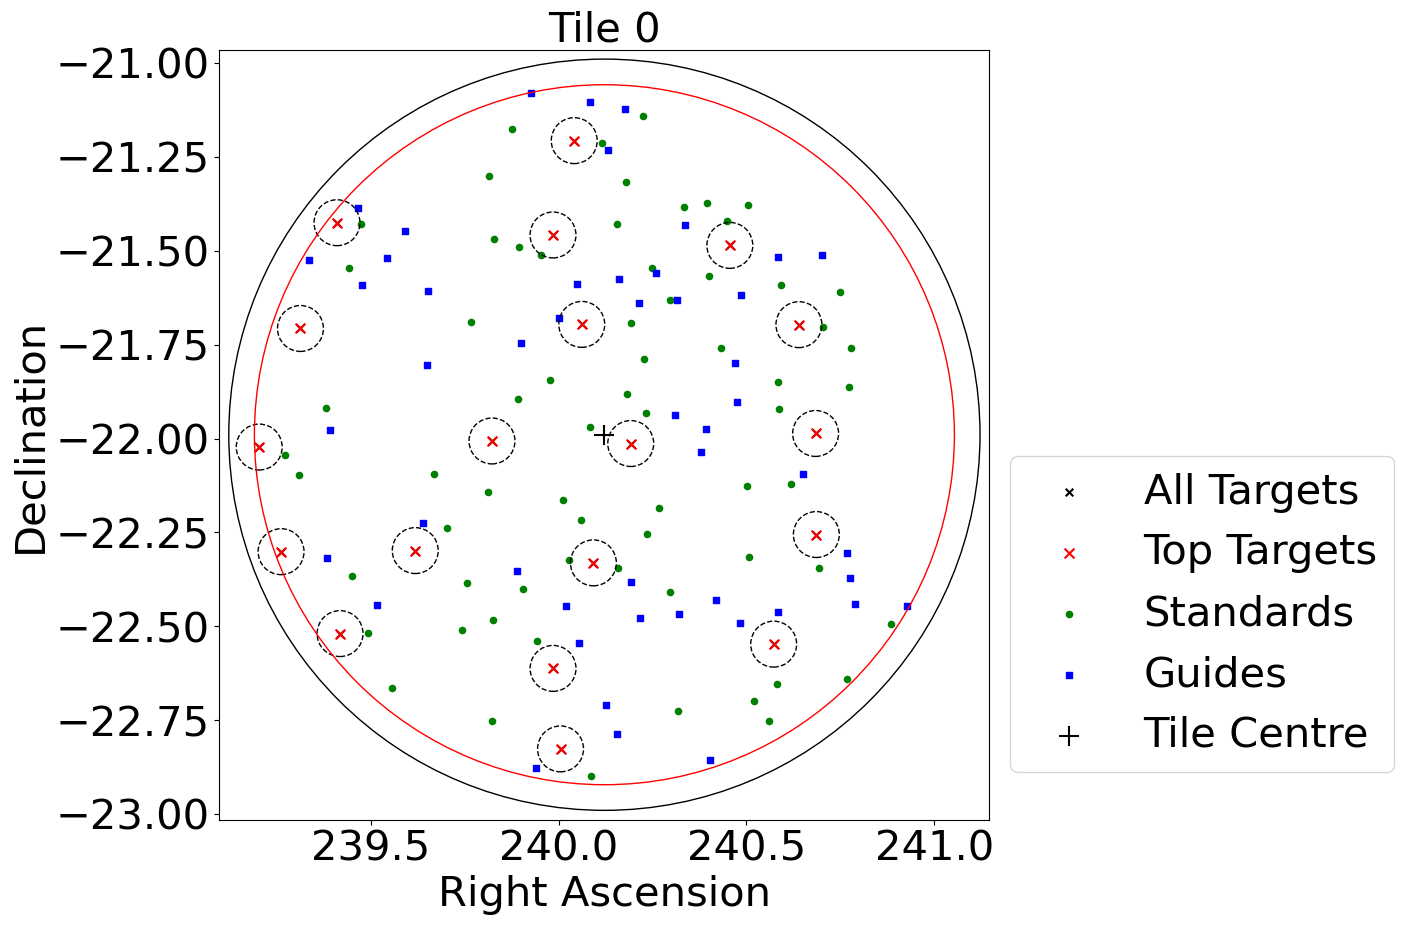 Tile 0
−21.00
−21.25
−21.50
−21.75
−22.00
−22.25
−22.50
−22.75
−23.00
Declination
239.5 240.0 240.5 241.0
Right Ascension
All Targets
Top Targets
Standards
Guides
Tile Centre